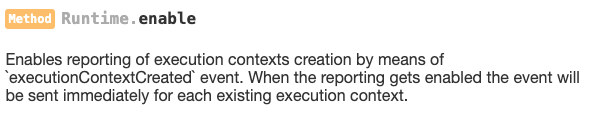 Method Runtime.enable
Enables reporting of execution contexts creation by means of
`executionContextCreated` event. When the reporting gets enabled the event will
be sent immediately for each existing execution context.